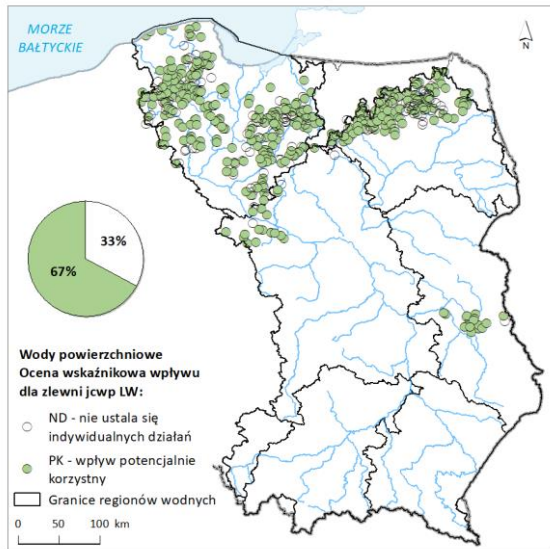 MORZE
BAŁTYCKIE
N
33%
67%
Wody powierzchniowe
Ocena wskaźnikowa wpływu
dla zlewni jcwp LW:
ND - nie ustala się
indywidualnych działań
PK - wpływ potencjalnie
korzystny
Granice regionów wodnych
0 50 100 km